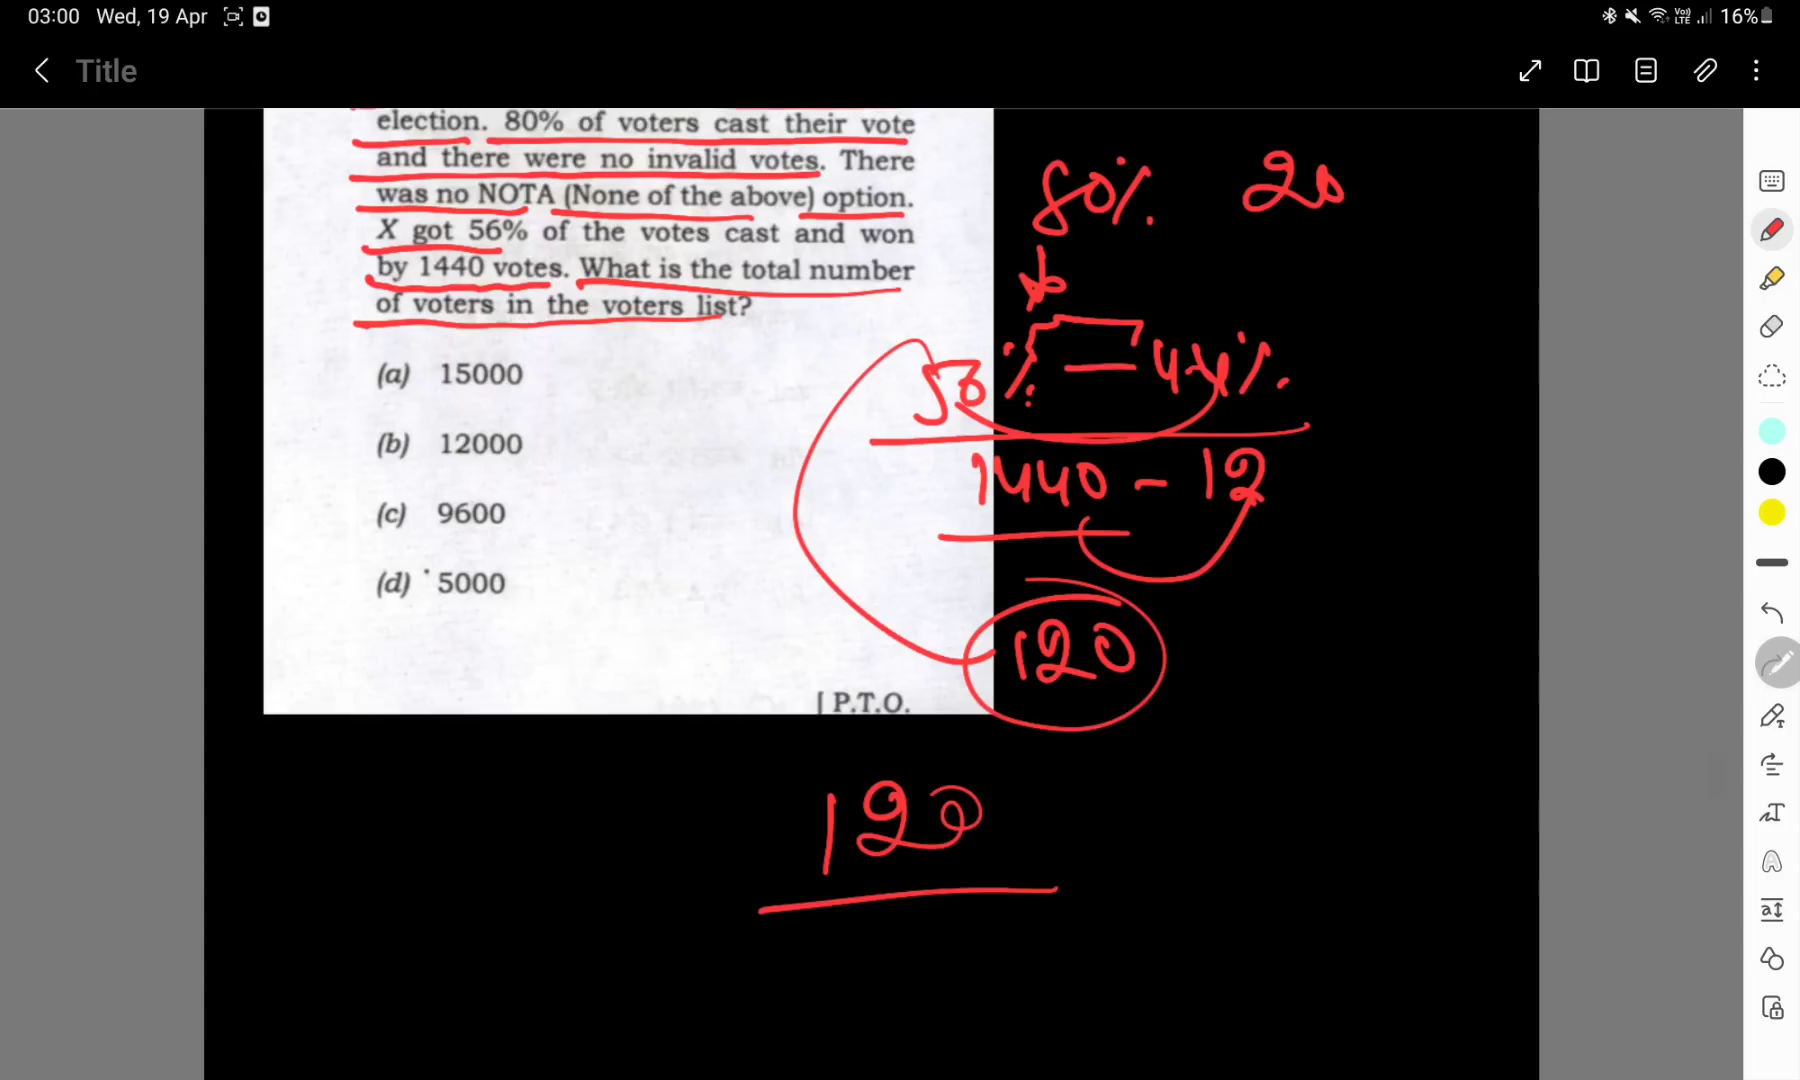 03:00 Wed, 19 Apr
16%
Title
election. 80% of voters cast their vote
and there were no invalid votes. There
was no NOTA (None of the above) option.
X got 56% of the votes cast and won
by 1440 votes. What is the total number
of voters in the voters list?
(a) 15000
(b) 12000
(c) 9600
(d) 5000
[ P.T.O.
80% 20
56% 44%
1440 - 12
120
120